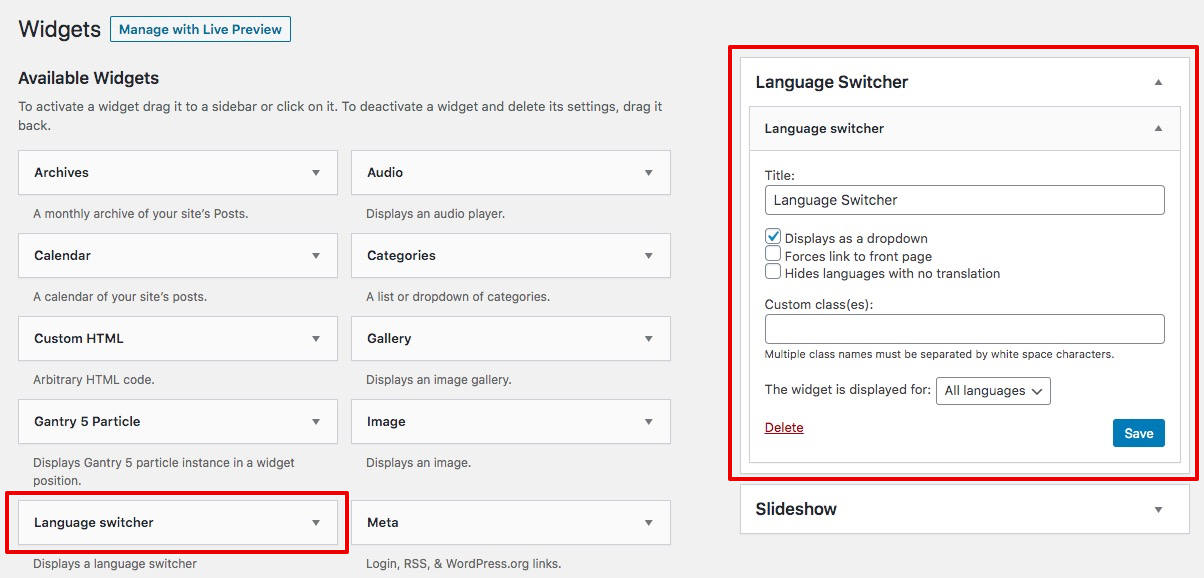 Widgets
Manage with Live Preview
Available Widgets
To activate a widget drag it to a sidebar or click on it. To deactivate a widget and delete its settings, drag it
back.
Archives
Audio
A monthly archive of your site’s Posts.
Displays an audio player.
Calendar
Categories
A calendar of your site’s posts.
A list or dropdown of categories.
Custom HTML
Gallery
Arbitrary HTML code.
Displays an image gallery.
Gantry 5 Particle
Image
Displays Gantry 5 particle instance in a widget
position.
Displays an image.
Language switcher
Meta
Displays a language switcher
Login, RSS, & WordPress.org links.
Language Switcher
Language switcher
Title:
Language Switcher
Displays as a dropdown
Forces link to front page
Hides languages with no translation
Custom class(es):
Multiple class names must be separated by white space characters.
The widget is displayed for: All languages
Delete
Save
Slideshow